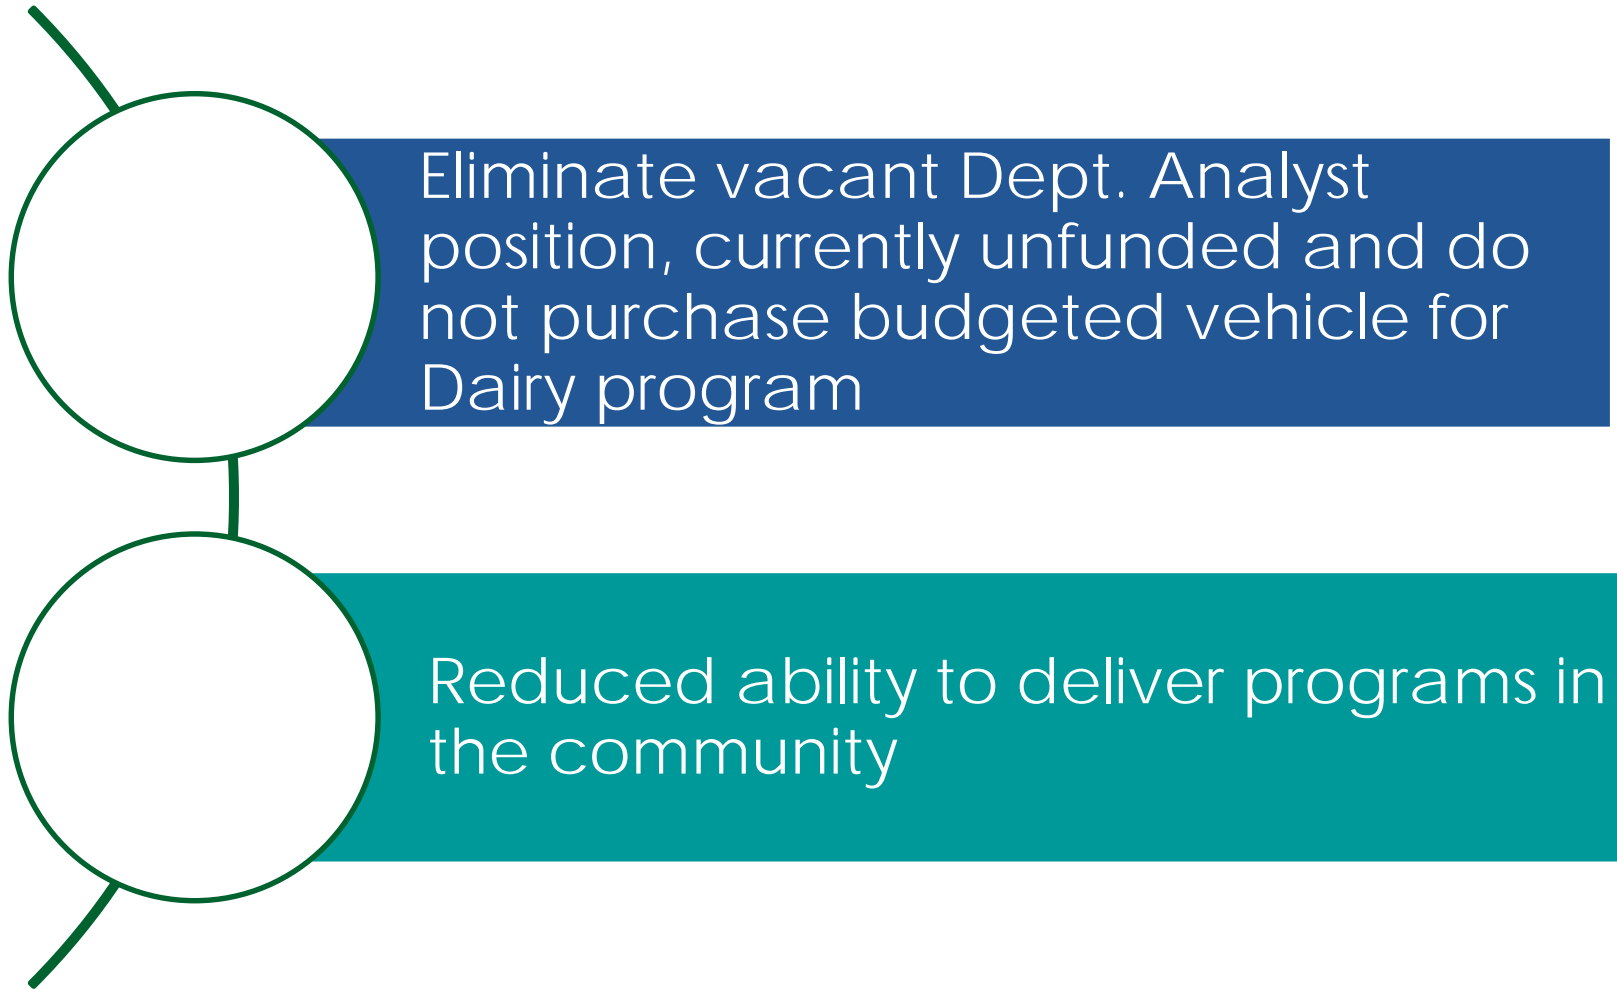 Eliminate vacant Dept. Analyst
position, currently unfunded and do
not purchase budgeted vehicle for
Dairy program
Reduced ability to deliver programs in
the community